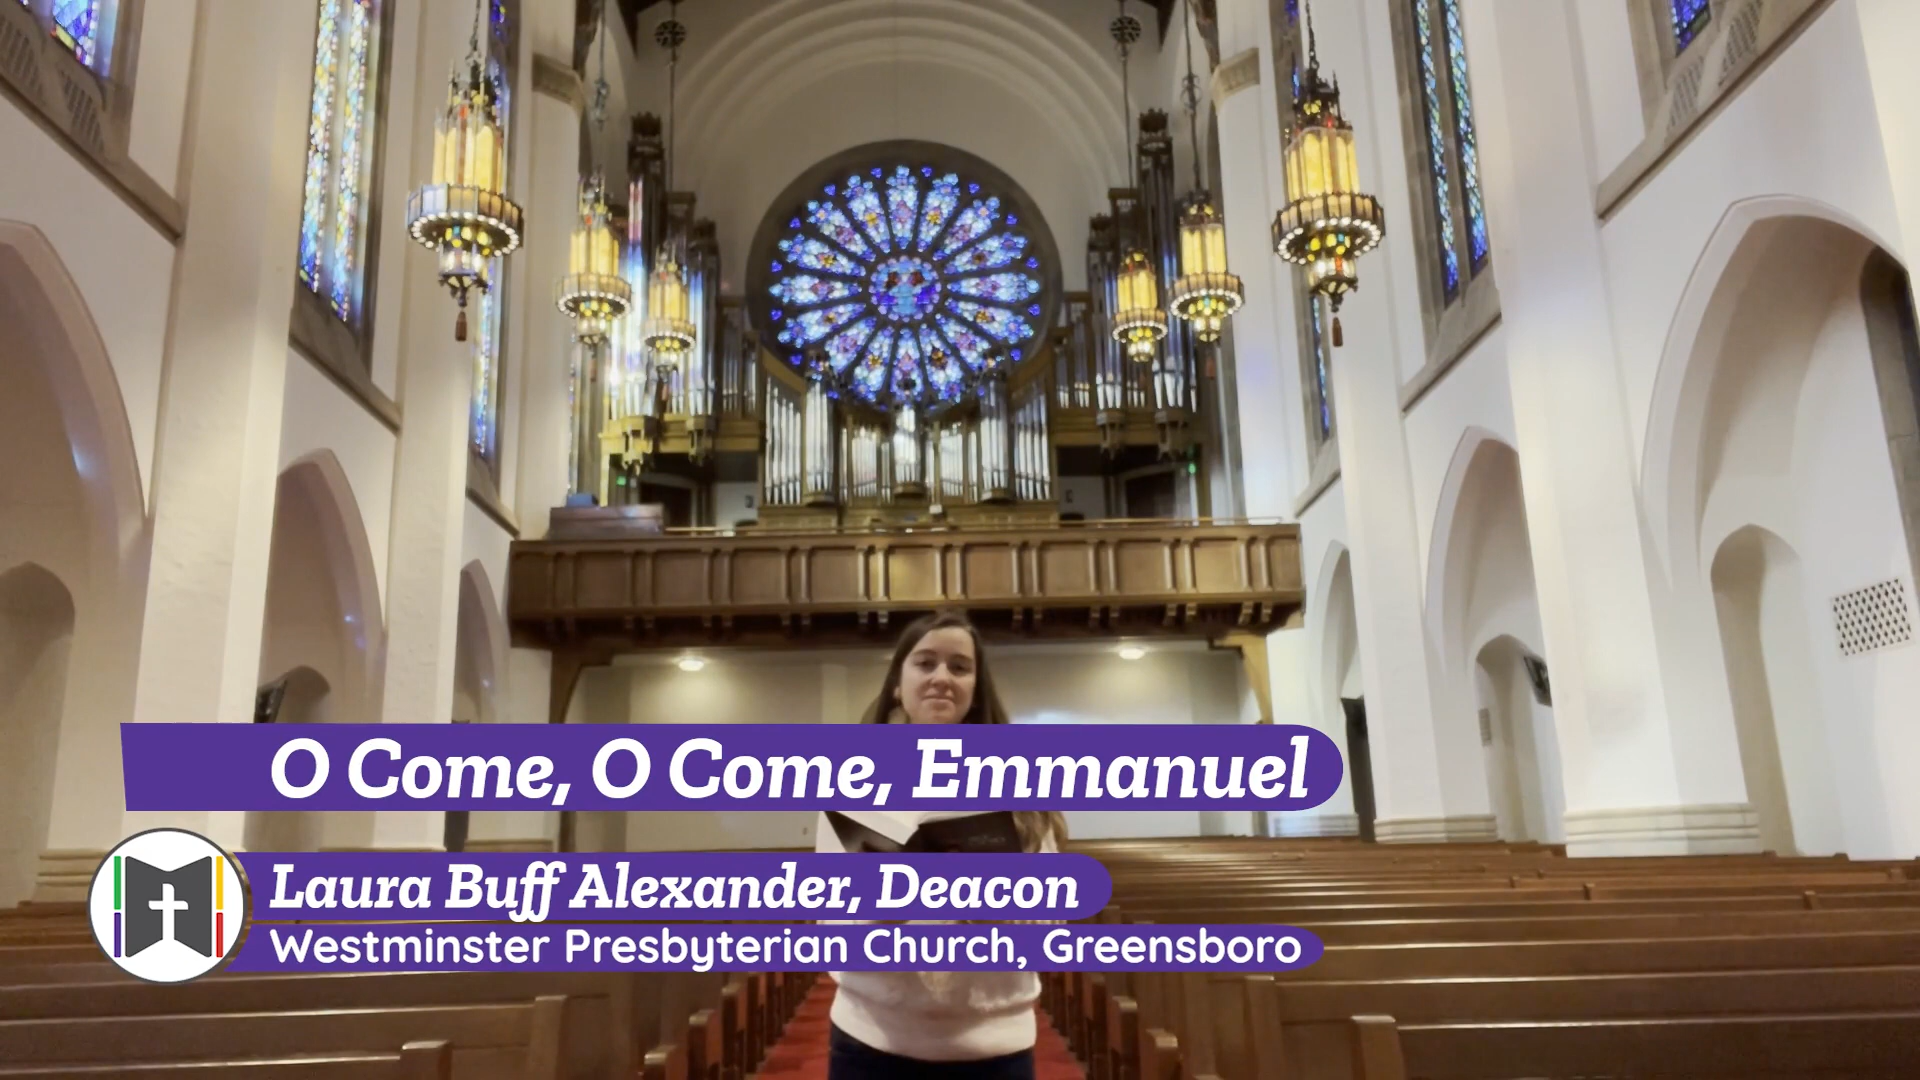 O Come, O Come, Emmanuel
Laura Buff Alexander, Deacon
Westminster Presbyterian Church, Greensboro